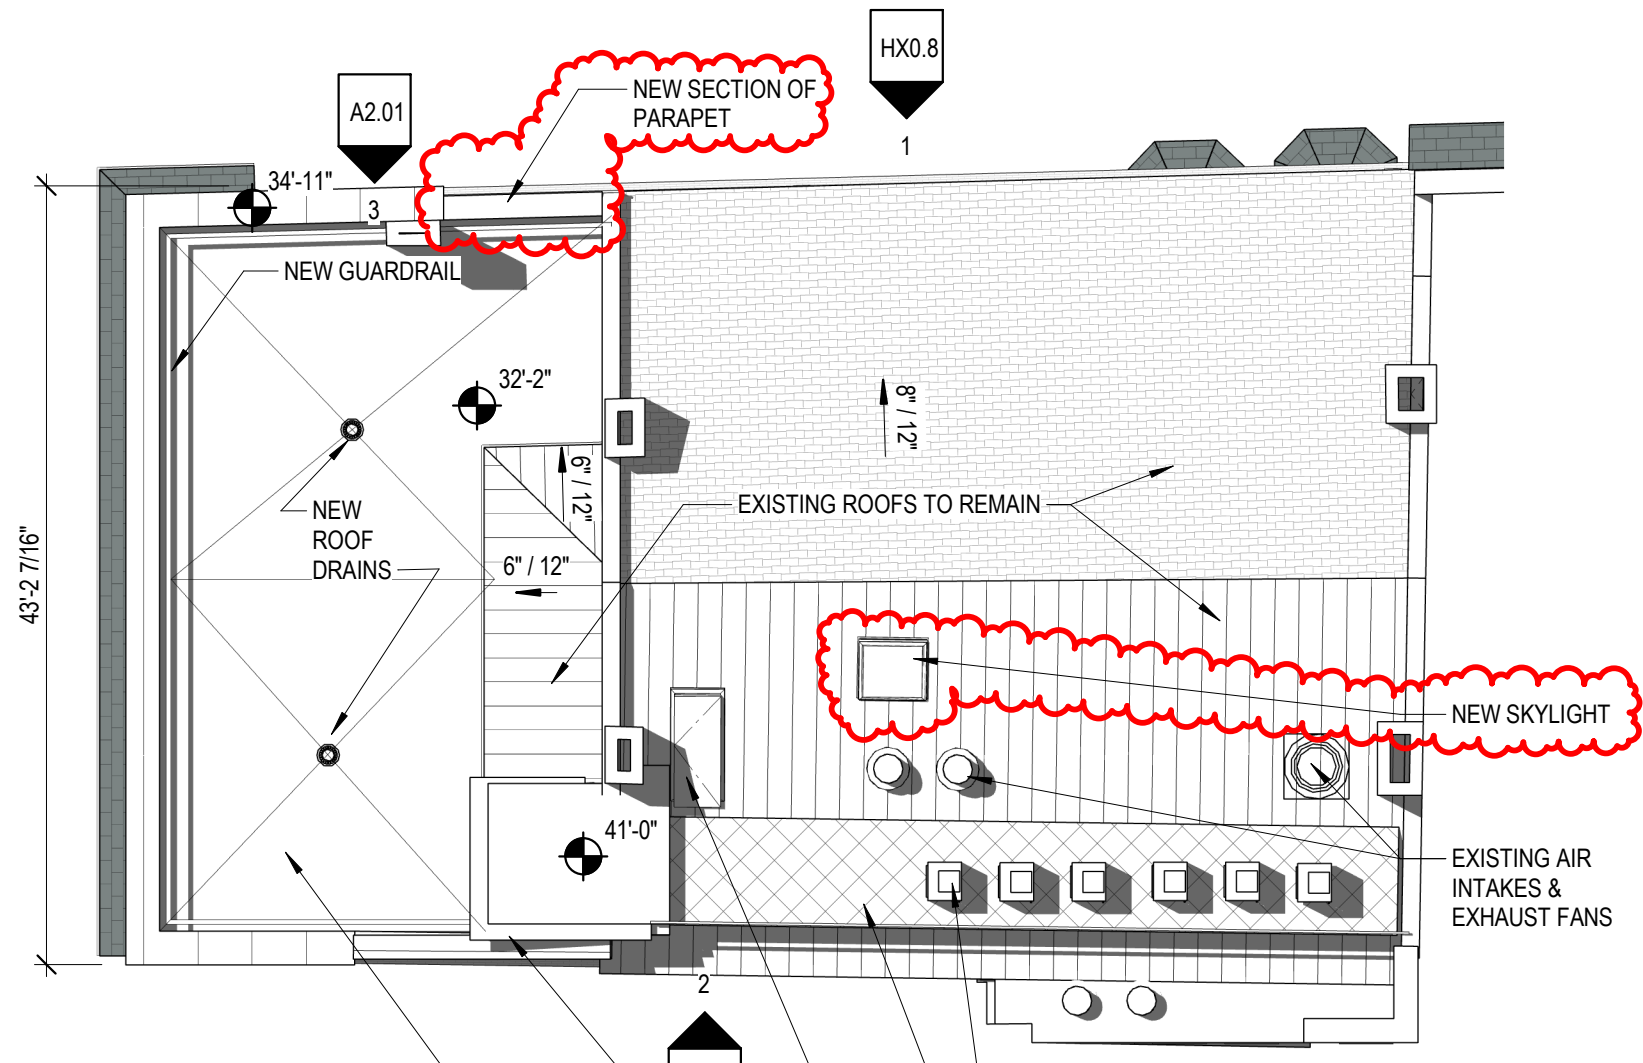 HX0.8
1
A2.01
3
NEW SECTION OF
PARAPET
34'-11"
NEW GUARDRAIL
32'-2"
8" / 12"
6" / 12"
6" / 12"
EXISTING ROOFS TO REMAIN
NEW
ROOF
DRAINS
43'-2 7/16"
NEW SKYLIGHT
41'-0"
EXISTING AIR
INTAKES &
EXHAUST FANS
2